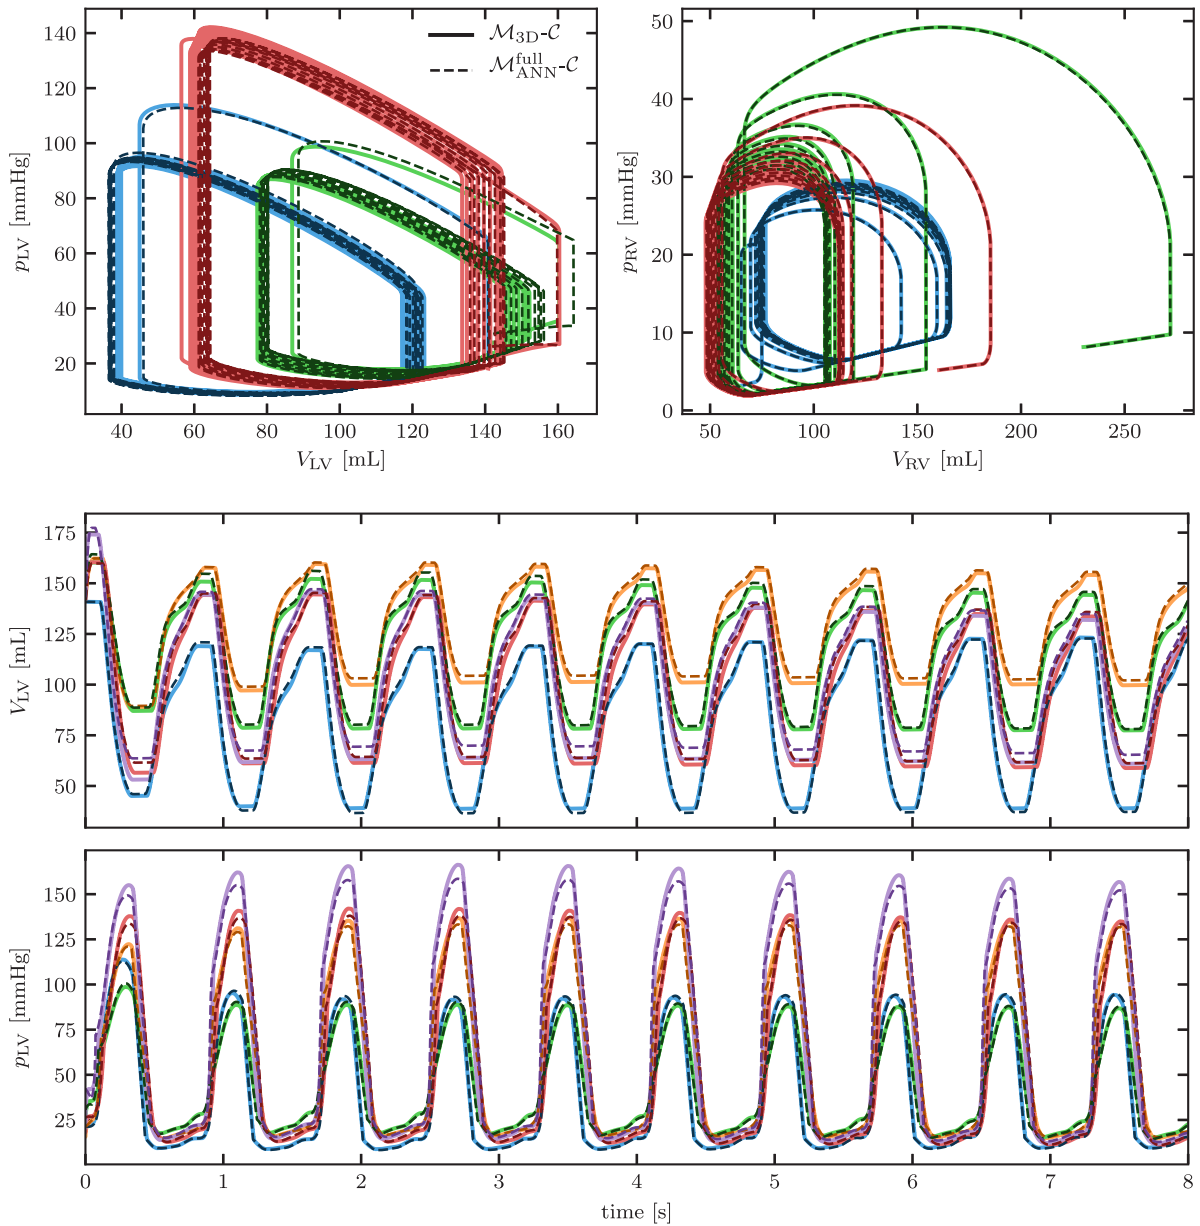 140
120
100
80
60
40
20
p_LV [mmHg]
40 60 80 100 120 140 160
V_LV [mL]
ℳ_3D-𝒞
ℳ_ANN^full-𝒞
50
40
30
20
10
0
p_RV [mmHg]
50 100 150 200 250
V_RV [mL]
175
150
125
100
75
50
V_LV [mL]
150
125
100
75
50
25
p_LV [mmHg]
0 1 2 3 4 5 6 7 8
time [s]